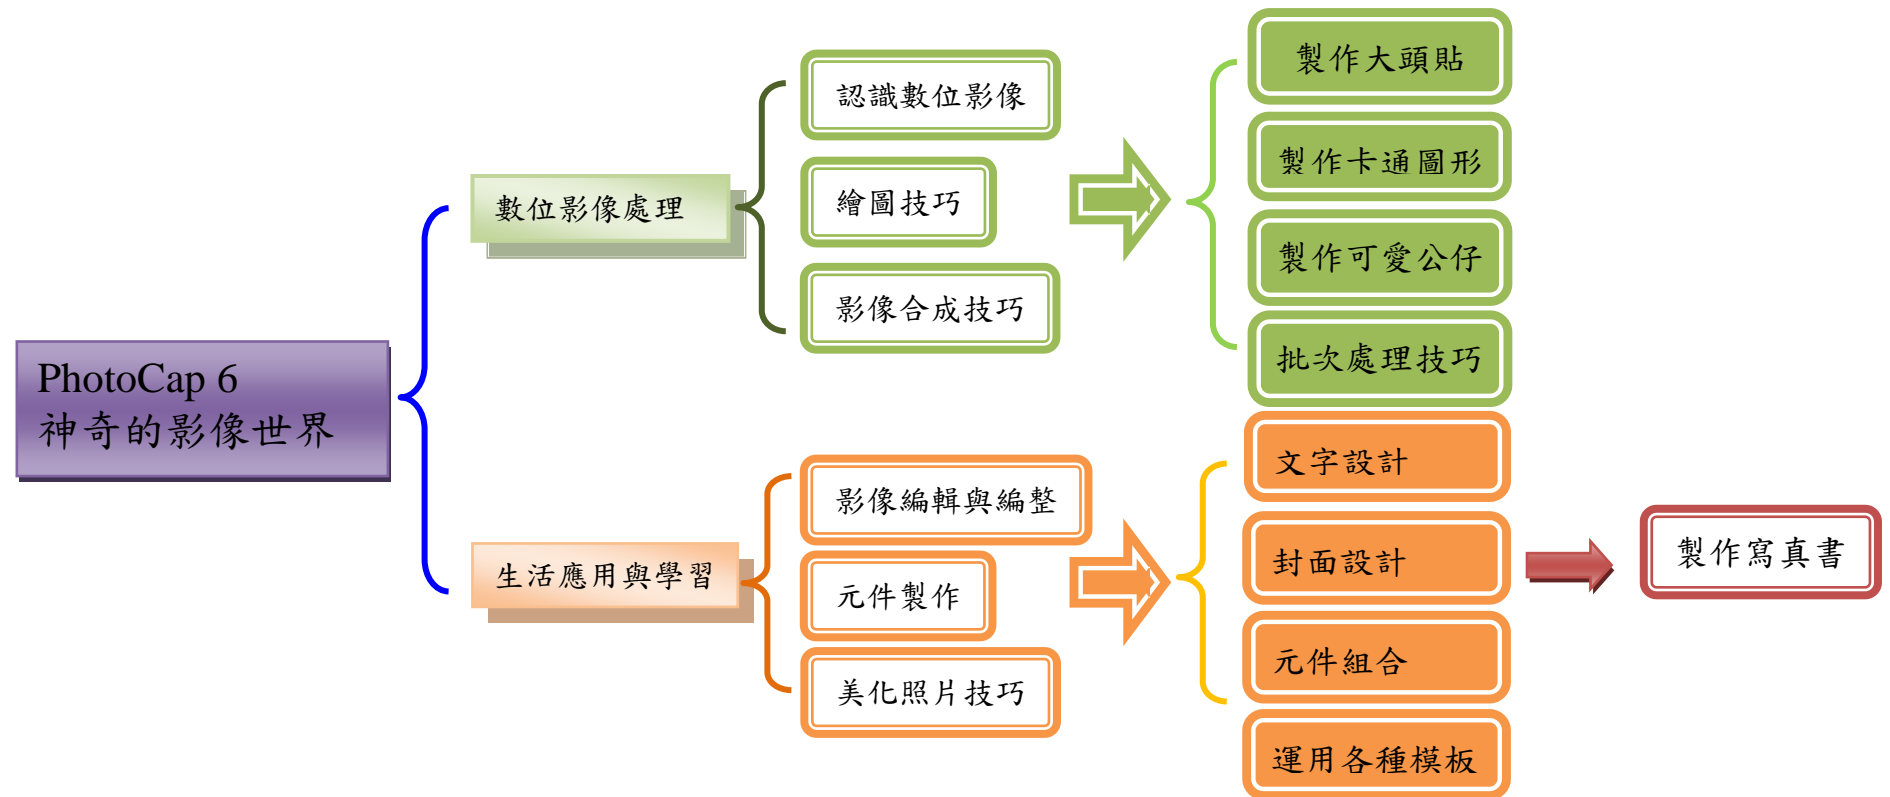 PhotoCap 6
神奇的影像世界
數位影像處理
認識數位影像
繪圖技巧
影像合成技巧
製作大頭貼
製作卡通圖形
製作可愛公仔
批次處理技巧
生活應用與學習
影像編輯與編整
元件製作
美化照片技巧
文字設計
封面設計
元件組合
運用各種模板
製作寫真書